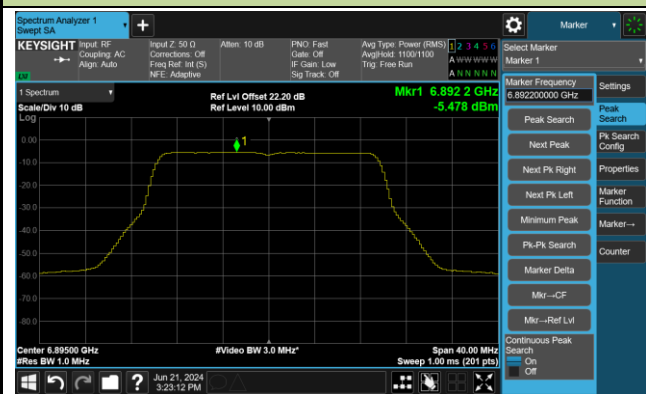 Spectrum Analyzer 1
Swept SA
Marker
KEYSIGHT
Input: RF
Coupling: AC
Align: Auto
Input Z: 50 Ω
Corrections: Off
Freq Ref: Int (S)
NFE: Adaptive
Atten: 10 dB
PNO: Fast
Gate: Off
IF Gain: Low
Sig Track: Off
Avg Type: Power (RMS)
Avg|Hold: 1100/1100
Trig: Free Run
1 2 3 4 5 6
A W W W W W
A N N N N N
LXI
Select Marker
Marker 1
1 Spectrum
Scale/Div 10 dB
Ref Lvl Offset 22.20 dB
Ref Level 10.00 dBm
Mkr1 6.892 2 GHz
-5.478 dBm
Log
0.00
-10.0
-20.0
-30.0
-40.0
-50.0
-60.0
-70.0
-80.0
1
Center 6.89500 GHz
#Res BW 1.0 MHz
#Video BW 3.0 MHz*
Span 40.00 MHz
Sweep 1.00 ms (201 pts)
Marker Frequency
6.892200000 GHz
Peak Search
Next Peak
Next Pk Right
Next Pk Left
Minimum Peak
Pk-Pk Search
Marker Delta
Mkr→CF
Mkr→Ref Lvl
Continuous Peak
Search
On
Off
Settings
Peak
Search
Pk Search
Config
Properties
Marker
Function
Marker→
Counter
Jun 21, 2024
3:23:12 PM